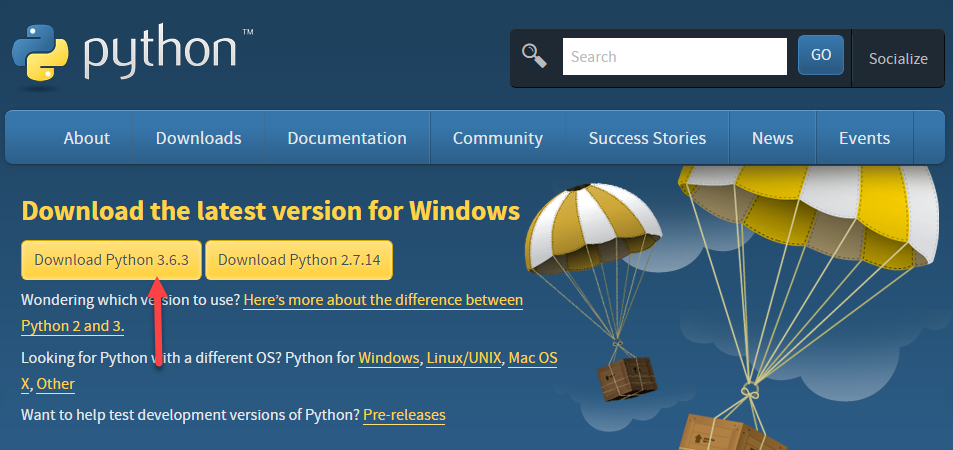 python™
Search
GO
Socialize
About
Downloads
Documentation
Community
Success Stories
News
Events
Download the latest version for Windows
Download Python 3.6.3
Download Python 2.7.14
Wondering which version to use? Here's more about the difference between
Python 2 and 3.
Looking for Python with a different OS? Python for Windows, Linux/UNIX, Mac OS
X, Other
Want to help test development versions of Python? Pre-releases